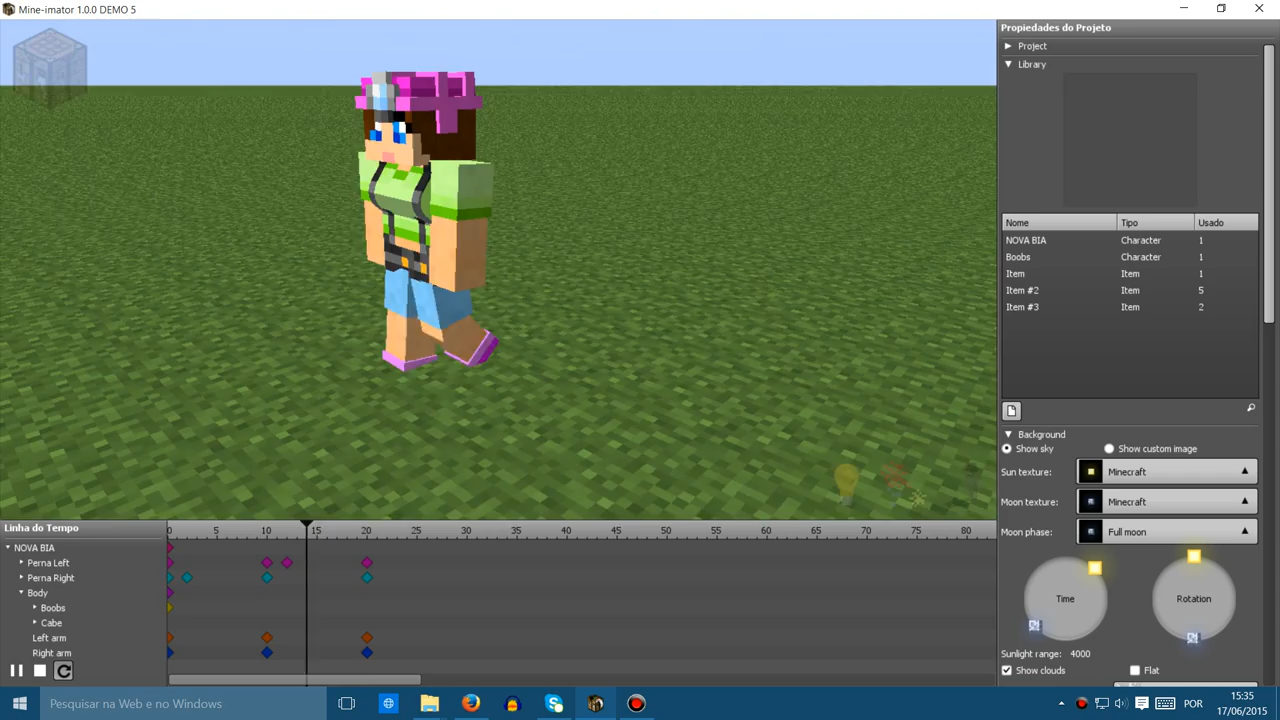 Mine-imator 1.0.0 DEMO 5
Propiedades do Projeto
Project
Library
Nome Tipo Usado
NOVA BIA Character 1
Boobs Character 1
Item Item 1
Item #2 Item 5
Item #3 Item 2
Background
Show sky Show custom image
Sun texture: Minecraft
Moon texture: Minecraft
Moon phase: Full moon
Time Rotation
Sunlight range: 4000
Show clouds Flat
Linha do Tempo
0 5 10 15 20 25 30 35 40 45 50 55 60 65 70 75 80
NOVA BIA
Perna Left
Perna Right
Body
Boobs
Cabe
Left arm
Right arm
Pesquisar na Web e no Windows
POR
15:35
17/06/2015